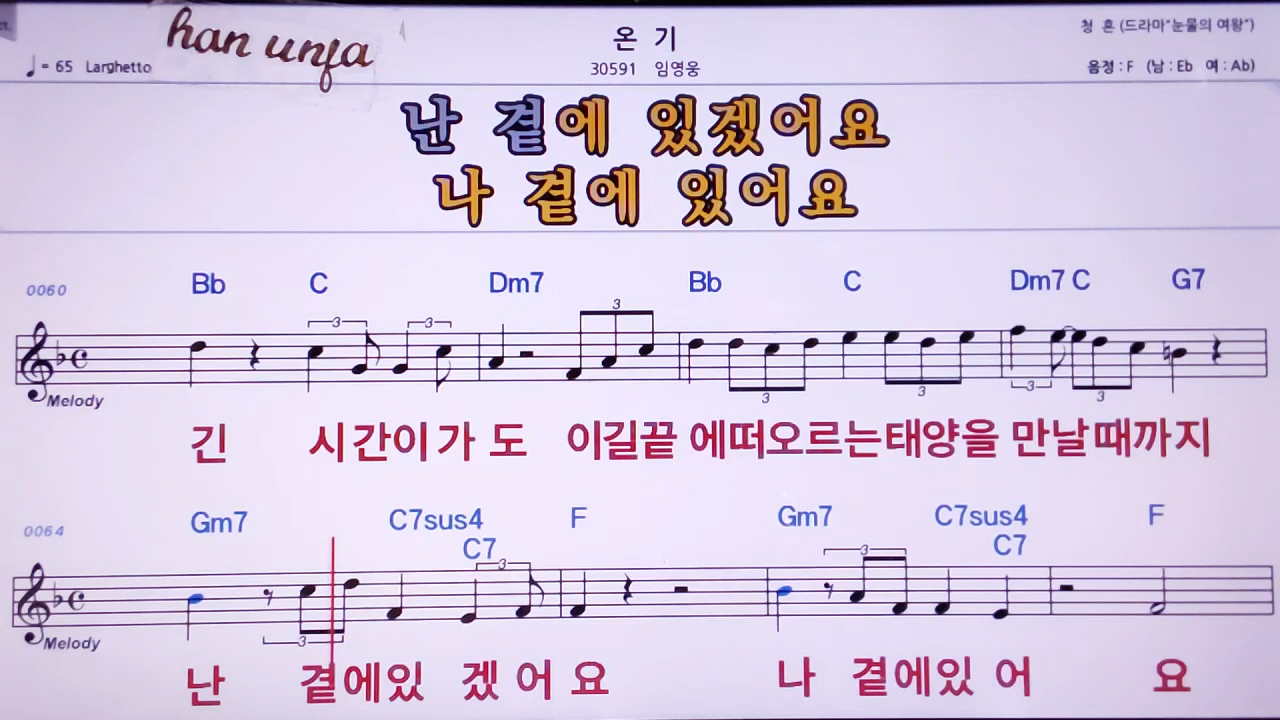 han unja
온 기
청 혼 (드라마"눈물의 여왕")
♩= 65 Larghetto
30591 임영웅
음정 : F (남 : Eb 여 : Ab)
난 곁에 있겠어요
나 곁에 있어요
0060 Bb C Dm7 Bb C Dm7 C G7
3 3 3 3 3 3 3
Melody
긴 시간이가 도 이길끝 에떠오르는태양을 만날때까지
0064 Gm7 C7sus4 F Gm7 C7sus4 F
C7 C7
3 3 3
Melody
난 곁에있 겠 어 요 나 곁에있 어 요